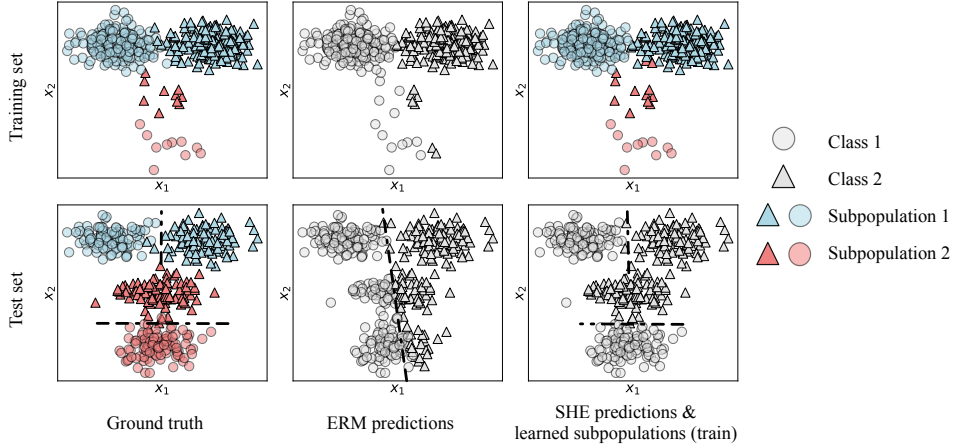 Training set
x2
x1
x2
x1
x2
x1
Class 1
Class 2
Subpopulation 1
Subpopulation 2
Test set
x2
x1
x2
x1
x2
x1
Ground truth
ERM predictions
SHE predictions &
learned subpopulations (train)